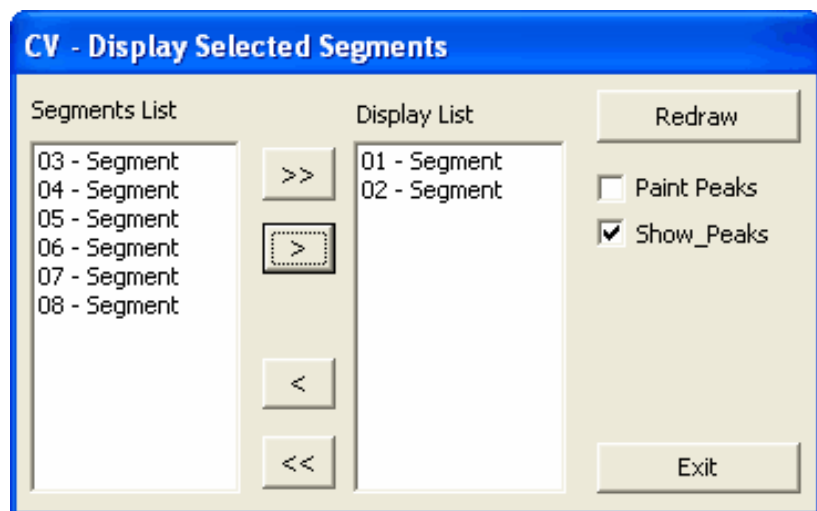 CV - Display Selected Segments
Segments List
03 - Segment
04 - Segment
05 - Segment
06 - Segment
07 - Segment
08 - Segment
>>
>
<
<<
Display List
01 - Segment
02 - Segment
Redraw
Paint Peaks
Show_Peaks
Exit